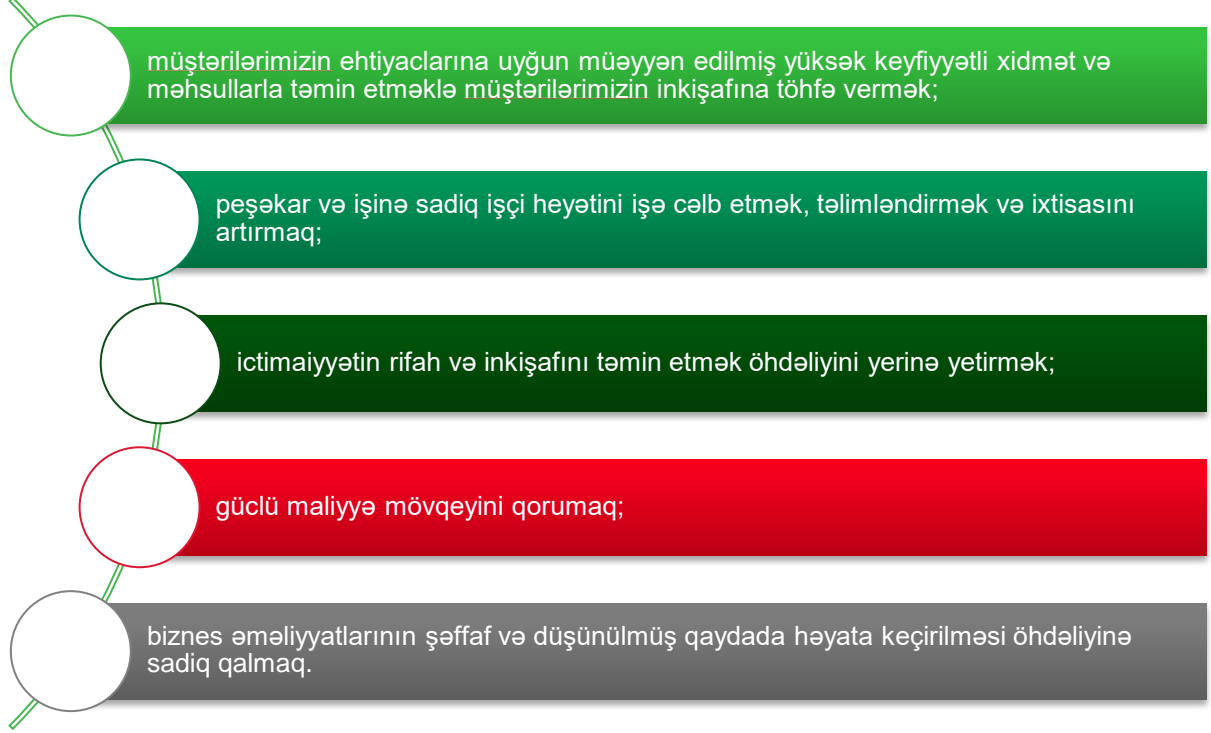 müştərilərimizin ehtiyaclarına uyğun müəyyən edilmiş yüksək keyfiyyətli xidmət və
məhsullarla təmin etməklə müştərilərimizin inkişafına töhfə vermək;
peşəkar və işinə sadiq işçi heyətini işə cəlb etmək, təlimləndirmək və ixtisasını
artırmaq;
ictimaiyyətin rifah və inkişafını təmin etmək öhdəliyini yerinə yetirmək;
güclü maliyyə mövqeyini qorumaq;
biznes əməliyyatlarının şəffaf və düşünülmüş qaydada həyata keçirilməsi öhdəliyinə
sadiq qalmaq.